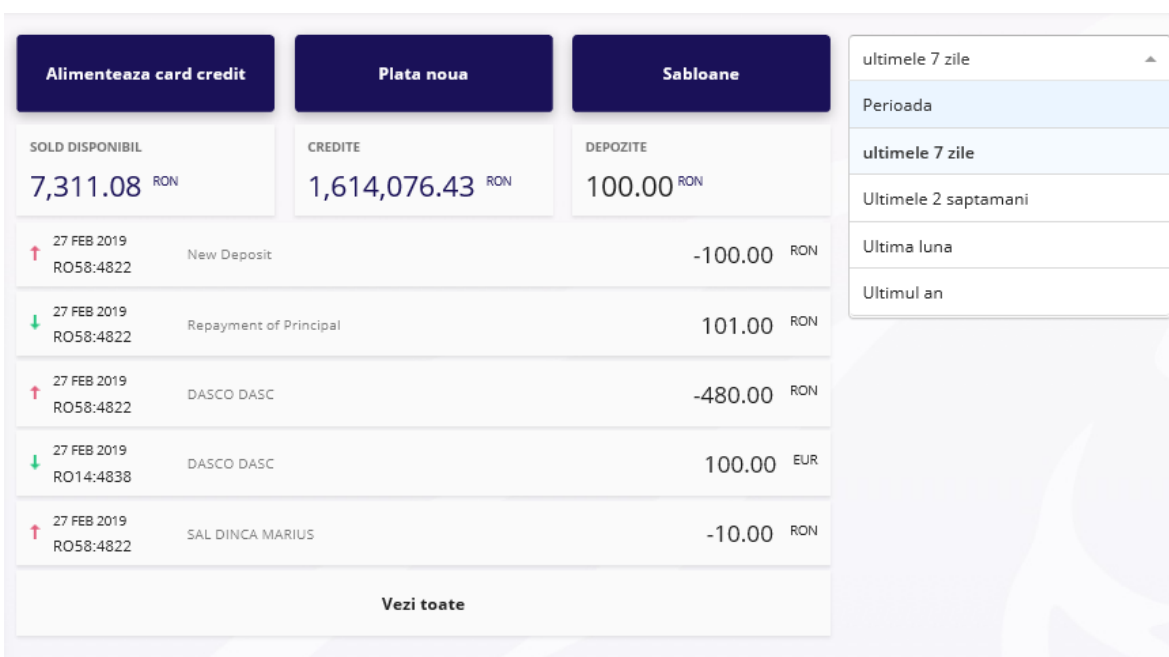 Alimenteaza card credit
Plata noua
Sabloane
SOLD DISPONIBIL
7,311.08 RON
CREDITE
1,614,076.43 RON
DEPOZITE
100.00 RON
27 FEB 2019
RO58:4822
New Deposit
-100.00 RON
27 FEB 2019
RO58:4822
Repayment of Principal
101.00 RON
27 FEB 2019
RO58:4822
DASCO DASC
-480.00 RON
27 FEB 2019
RO14:4838
DASCO DASC
100.00 EUR
27 FEB 2019
RO58:4822
SAL DINCA MARIUS
-10.00 RON
Vezi toate
ultimele 7 zile
Perioada
ultimele 7 zile
Ultimele 2 saptamani
Ultima luna
Ultimul an